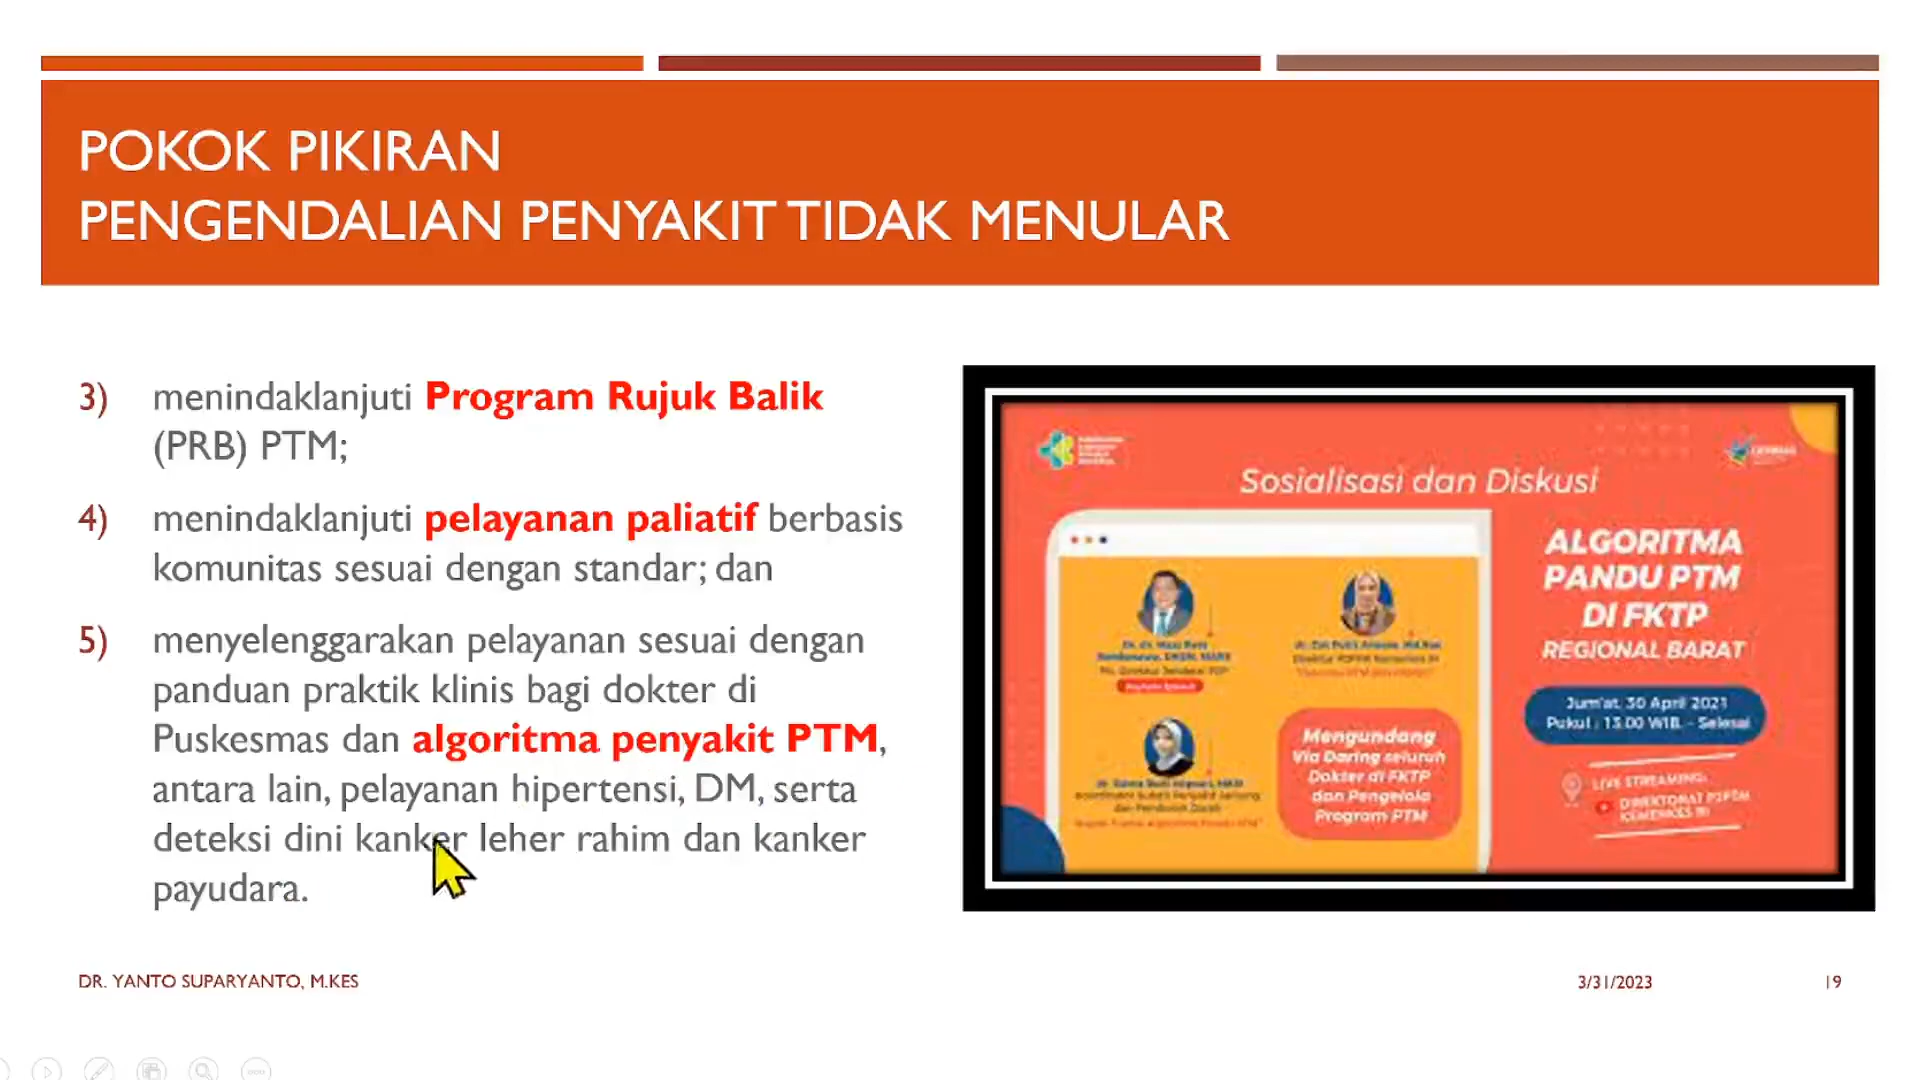 POKOK PIKIRAN
PENGENDALIAN PENYAKIT TIDAK MENULAR
3) menindaklanjuti Program Rujuk Balik
(PRB) PTM;
4) menindaklanjuti pelayanan paliatif berbasis
komunitas sesuai dengan standar; dan
5) menyelenggarakan pelayanan sesuai dengan
panduan praktik klinis bagi dokter di
Puskesmas dan algoritma penyakit PTM,
antara lain, pelayanan hipertensi, DM, serta
deteksi dini kanker leher rahim dan kanker
payudara.
Sosialisasi dan Diskusi
ALGORITMA
PANDU PTM
DI FKTP
REGIONAL BARAT
Jum'at, 30 April 2021
Pukul : 13.00 WIB. - Selesai
Mengundang
Via Daring seluruh
Dokter di FKTP
dan Pengelola
Program PTM
LIVE STREAMING:
DIREKTORAT P2PTM
KEMENKES RI
DR. YANTO SUPARYANTO, M.KES
3/31/2023
19